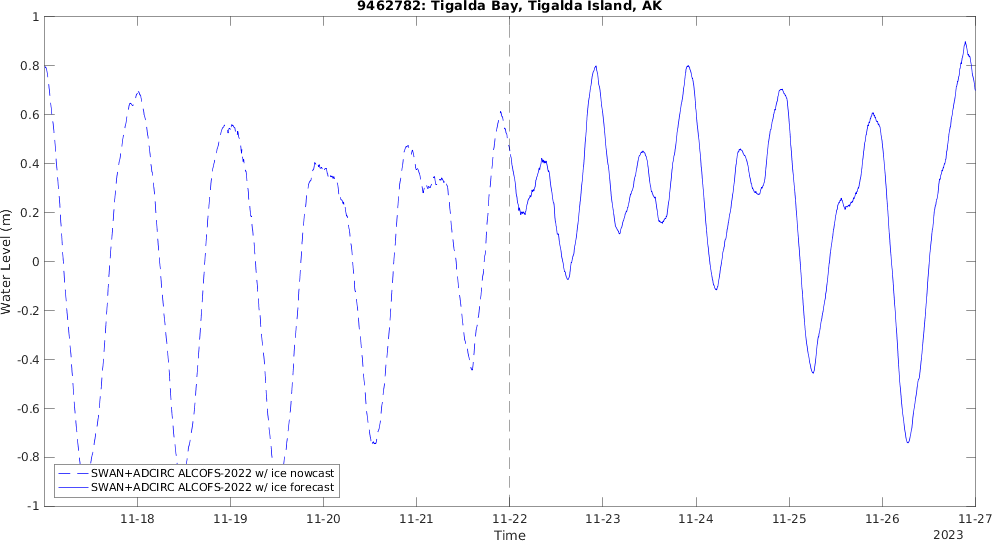 9462782: Tigalda Bay, Tigalda Island, AK
1
0.8
0.6
0.4
0.2
0
-0.2
-0.4
-0.6
-0.8
-1
Water Level (m)
SWAN+ADCIRC ALCOFS-2022 w/ ice nowcast
SWAN+ADCIRC ALCOFS-2022 w/ ice forecast
11-18 11-19 11-20 11-21 11-22 11-23 11-24 11-25 11-26 11-27
Time
2023